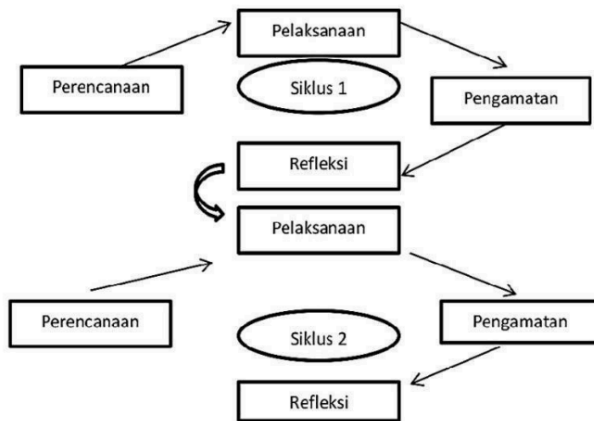 Pelaksanaan
Perencanaan
Siklus 1
Pengamatan
Refleksi
Pelaksanaan
Perencanaan
Pengamatan
Siklus 2
Refleksi